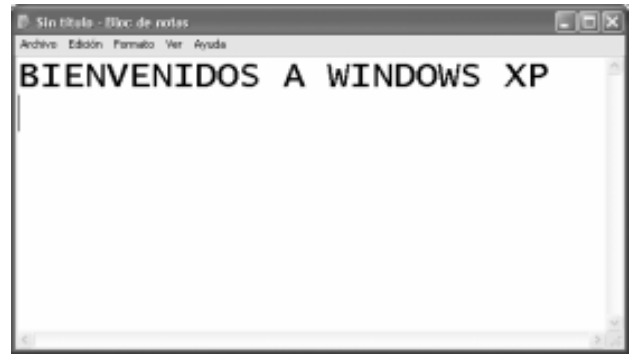 Sin título - Bloc de notas
Archivo Edición Formato Ver Ayuda
BIENVENIDOS A WINDOWS XP